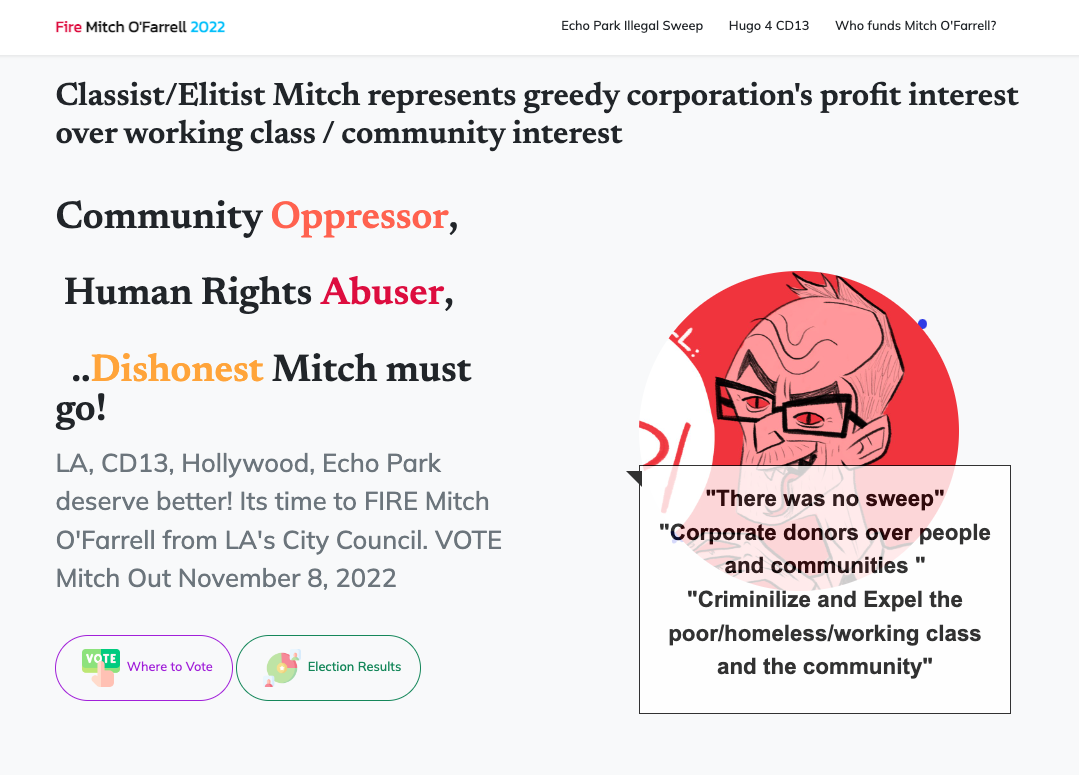 Fire Mitch O'Farrell 2022
Echo Park Illegal Sweep
Hugo 4 CD13
Who funds Mitch O'Farrell?
Classist/Elitist Mitch represents greedy corporation's profit interest
over working class / community interest
Community Oppressor,
Human Rights Abuser,
..Dishonest Mitch must
go!
LA, CD13, Hollywood, Echo Park
deserve better! Its time to FIRE Mitch
O'Farrell from LA's City Council. VOTE
Mitch Out November 8, 2022
VOTE
Where to Vote
Election Results
"There was no sweep"
"Corporate donors over people
and communities "
"Criminilize and Expel the
poor/homeless/working class
and the community"